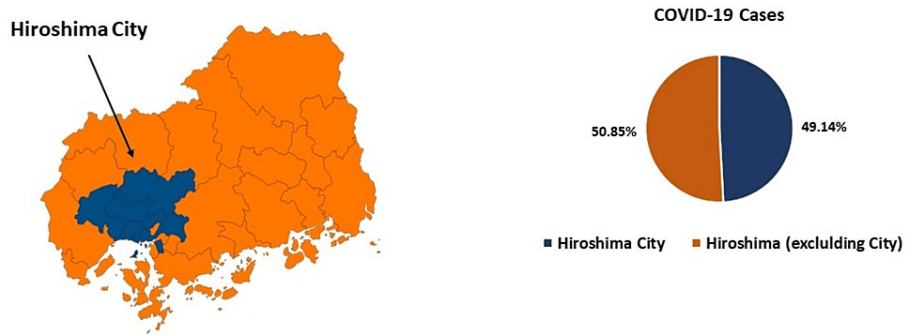 Hiroshima City
COVID-19 Cases
50.85%
49.14%
Hiroshima City
Hiroshima (exclulding City)